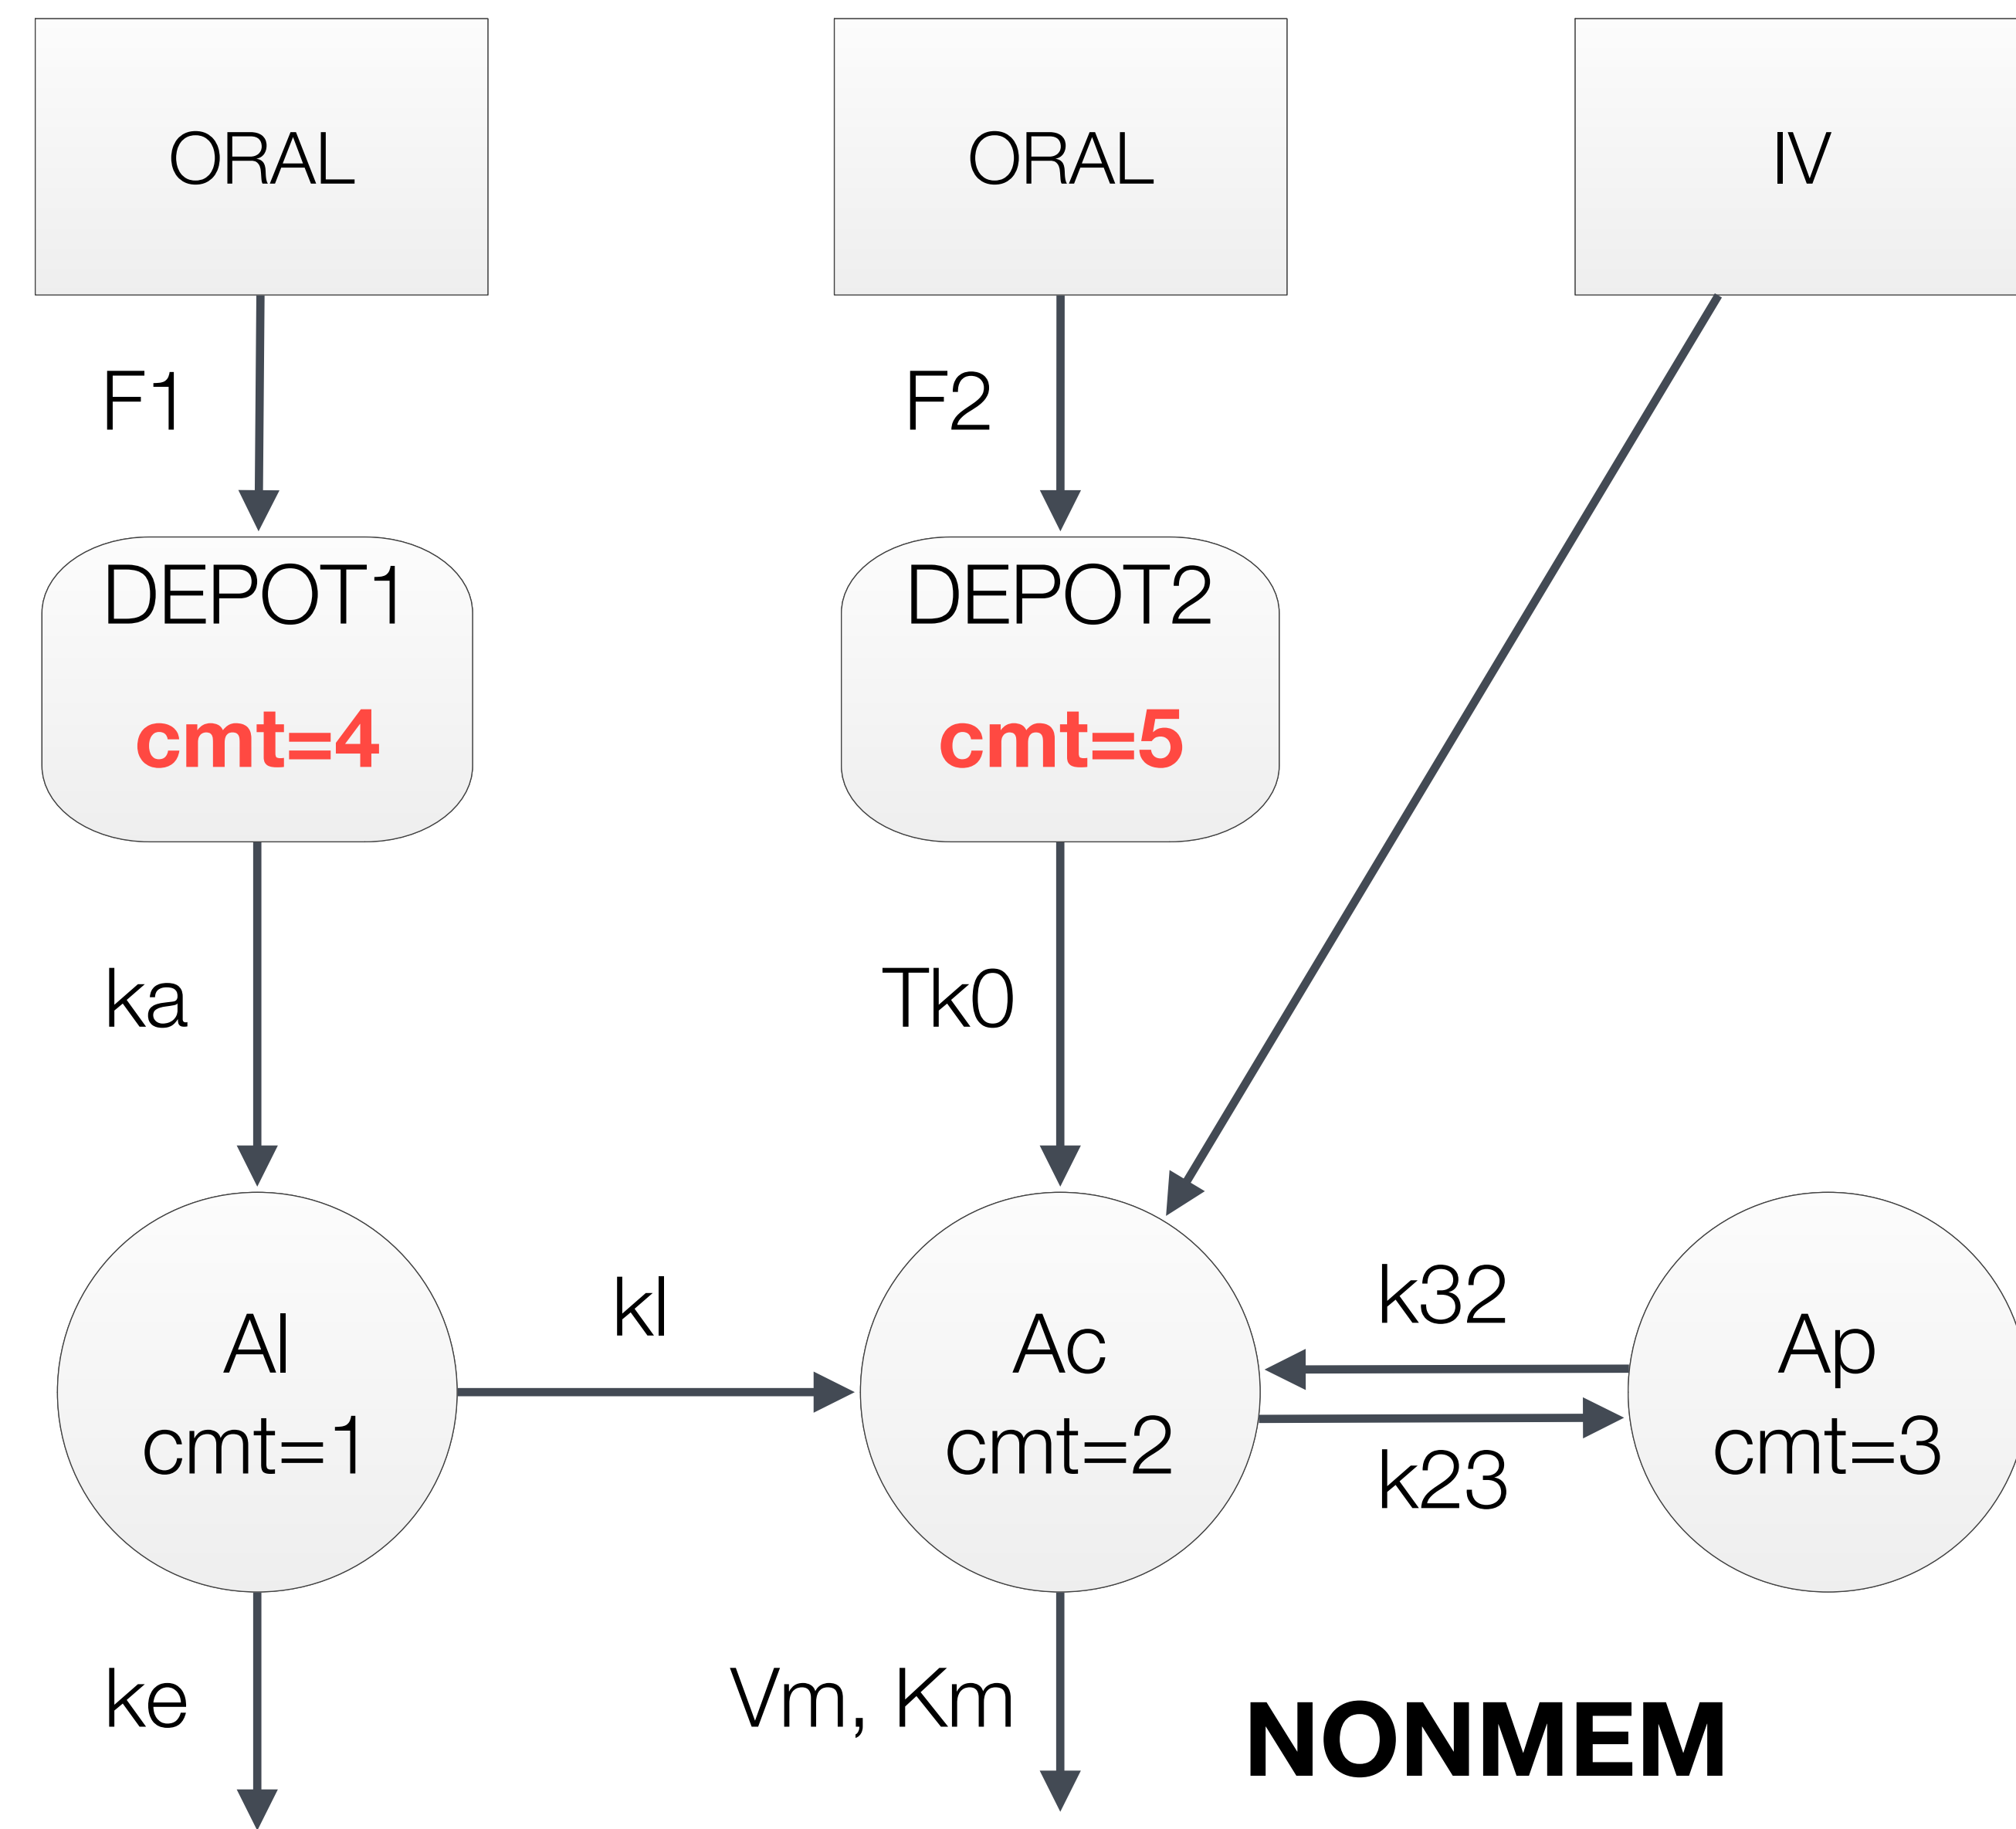 ORAL
ORAL
IV
F1
F2
DEPOT1
cmt=4
DEPOT2
cmt=5
ka
Tk0
Al
cmt=1
kl
Ac
cmt=2
k32
k23
Ap
cmt=3
ke
Vm, Km
NONMEM